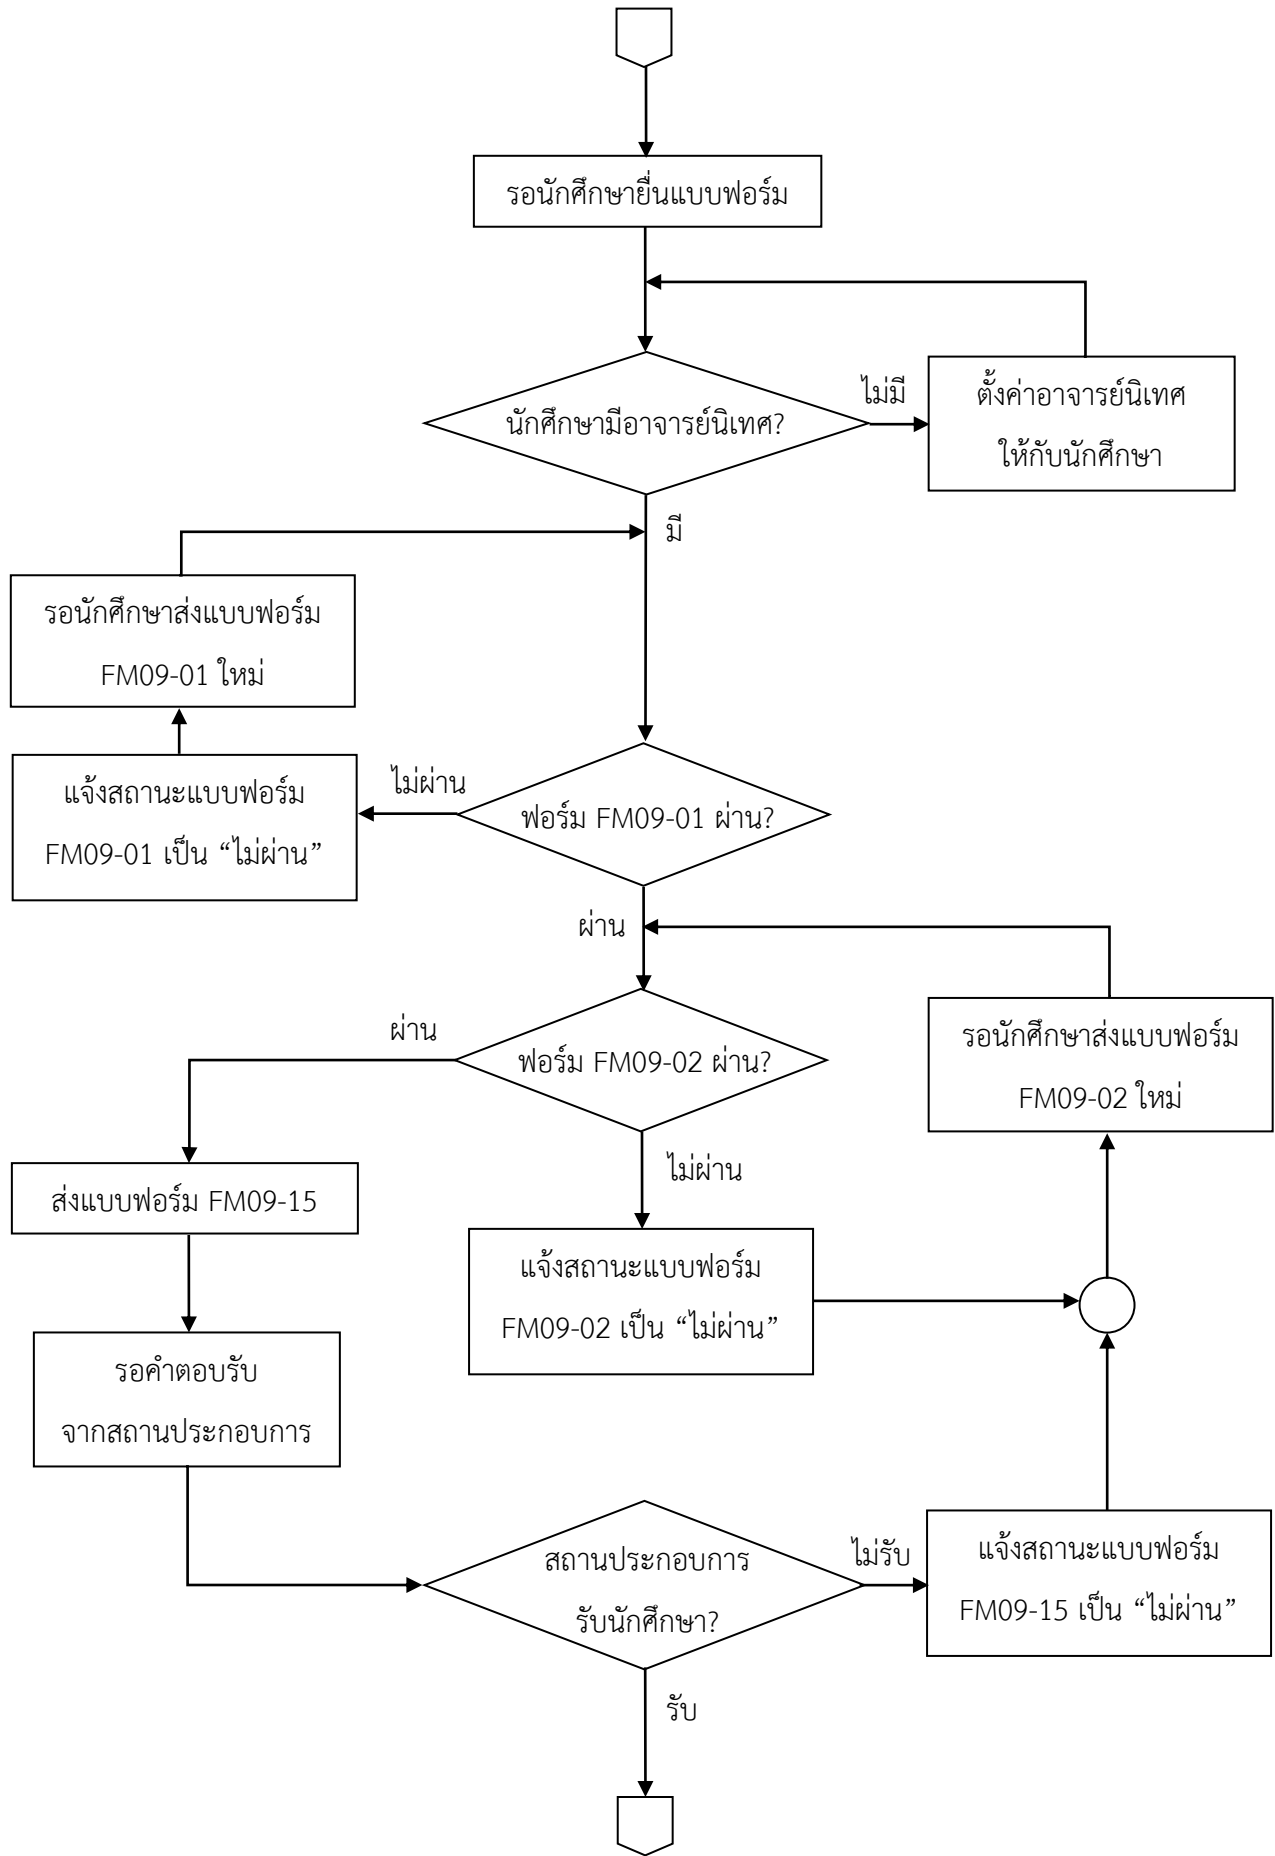 รอนักศึกษายื่นแบบฟอร์ม
นักศึกษามีอาจารย์นิเทศ?
ไม่มี
ตั้งค่าอาจารย์นิเทศ
ให้กับนักศึกษา
มี
รอนักศึกษาส่งแบบฟอร์ม
FM09-01 ใหม่
แจ้งสถานะแบบฟอร์ม
FM09-01 เป็น “ไม่ผ่าน”
ไม่ผ่าน
ฟอร์ม FM09-01 ผ่าน?
ผ่าน
ผ่าน
ฟอร์ม FM09-02 ผ่าน?
รอนักศึกษาส่งแบบฟอร์ม
FM09-02 ใหม่
ไม่ผ่าน
ส่งแบบฟอร์ม FM09-15
แจ้งสถานะแบบฟอร์ม
FM09-02 เป็น “ไม่ผ่าน”
รอคำตอบรับ
จากสถานประกอบการ
สถานประกอบการ
รับนักศึกษา?
ไม่รับ
แจ้งสถานะแบบฟอร์ม
FM09-15 เป็น “ไม่ผ่าน”
รับ